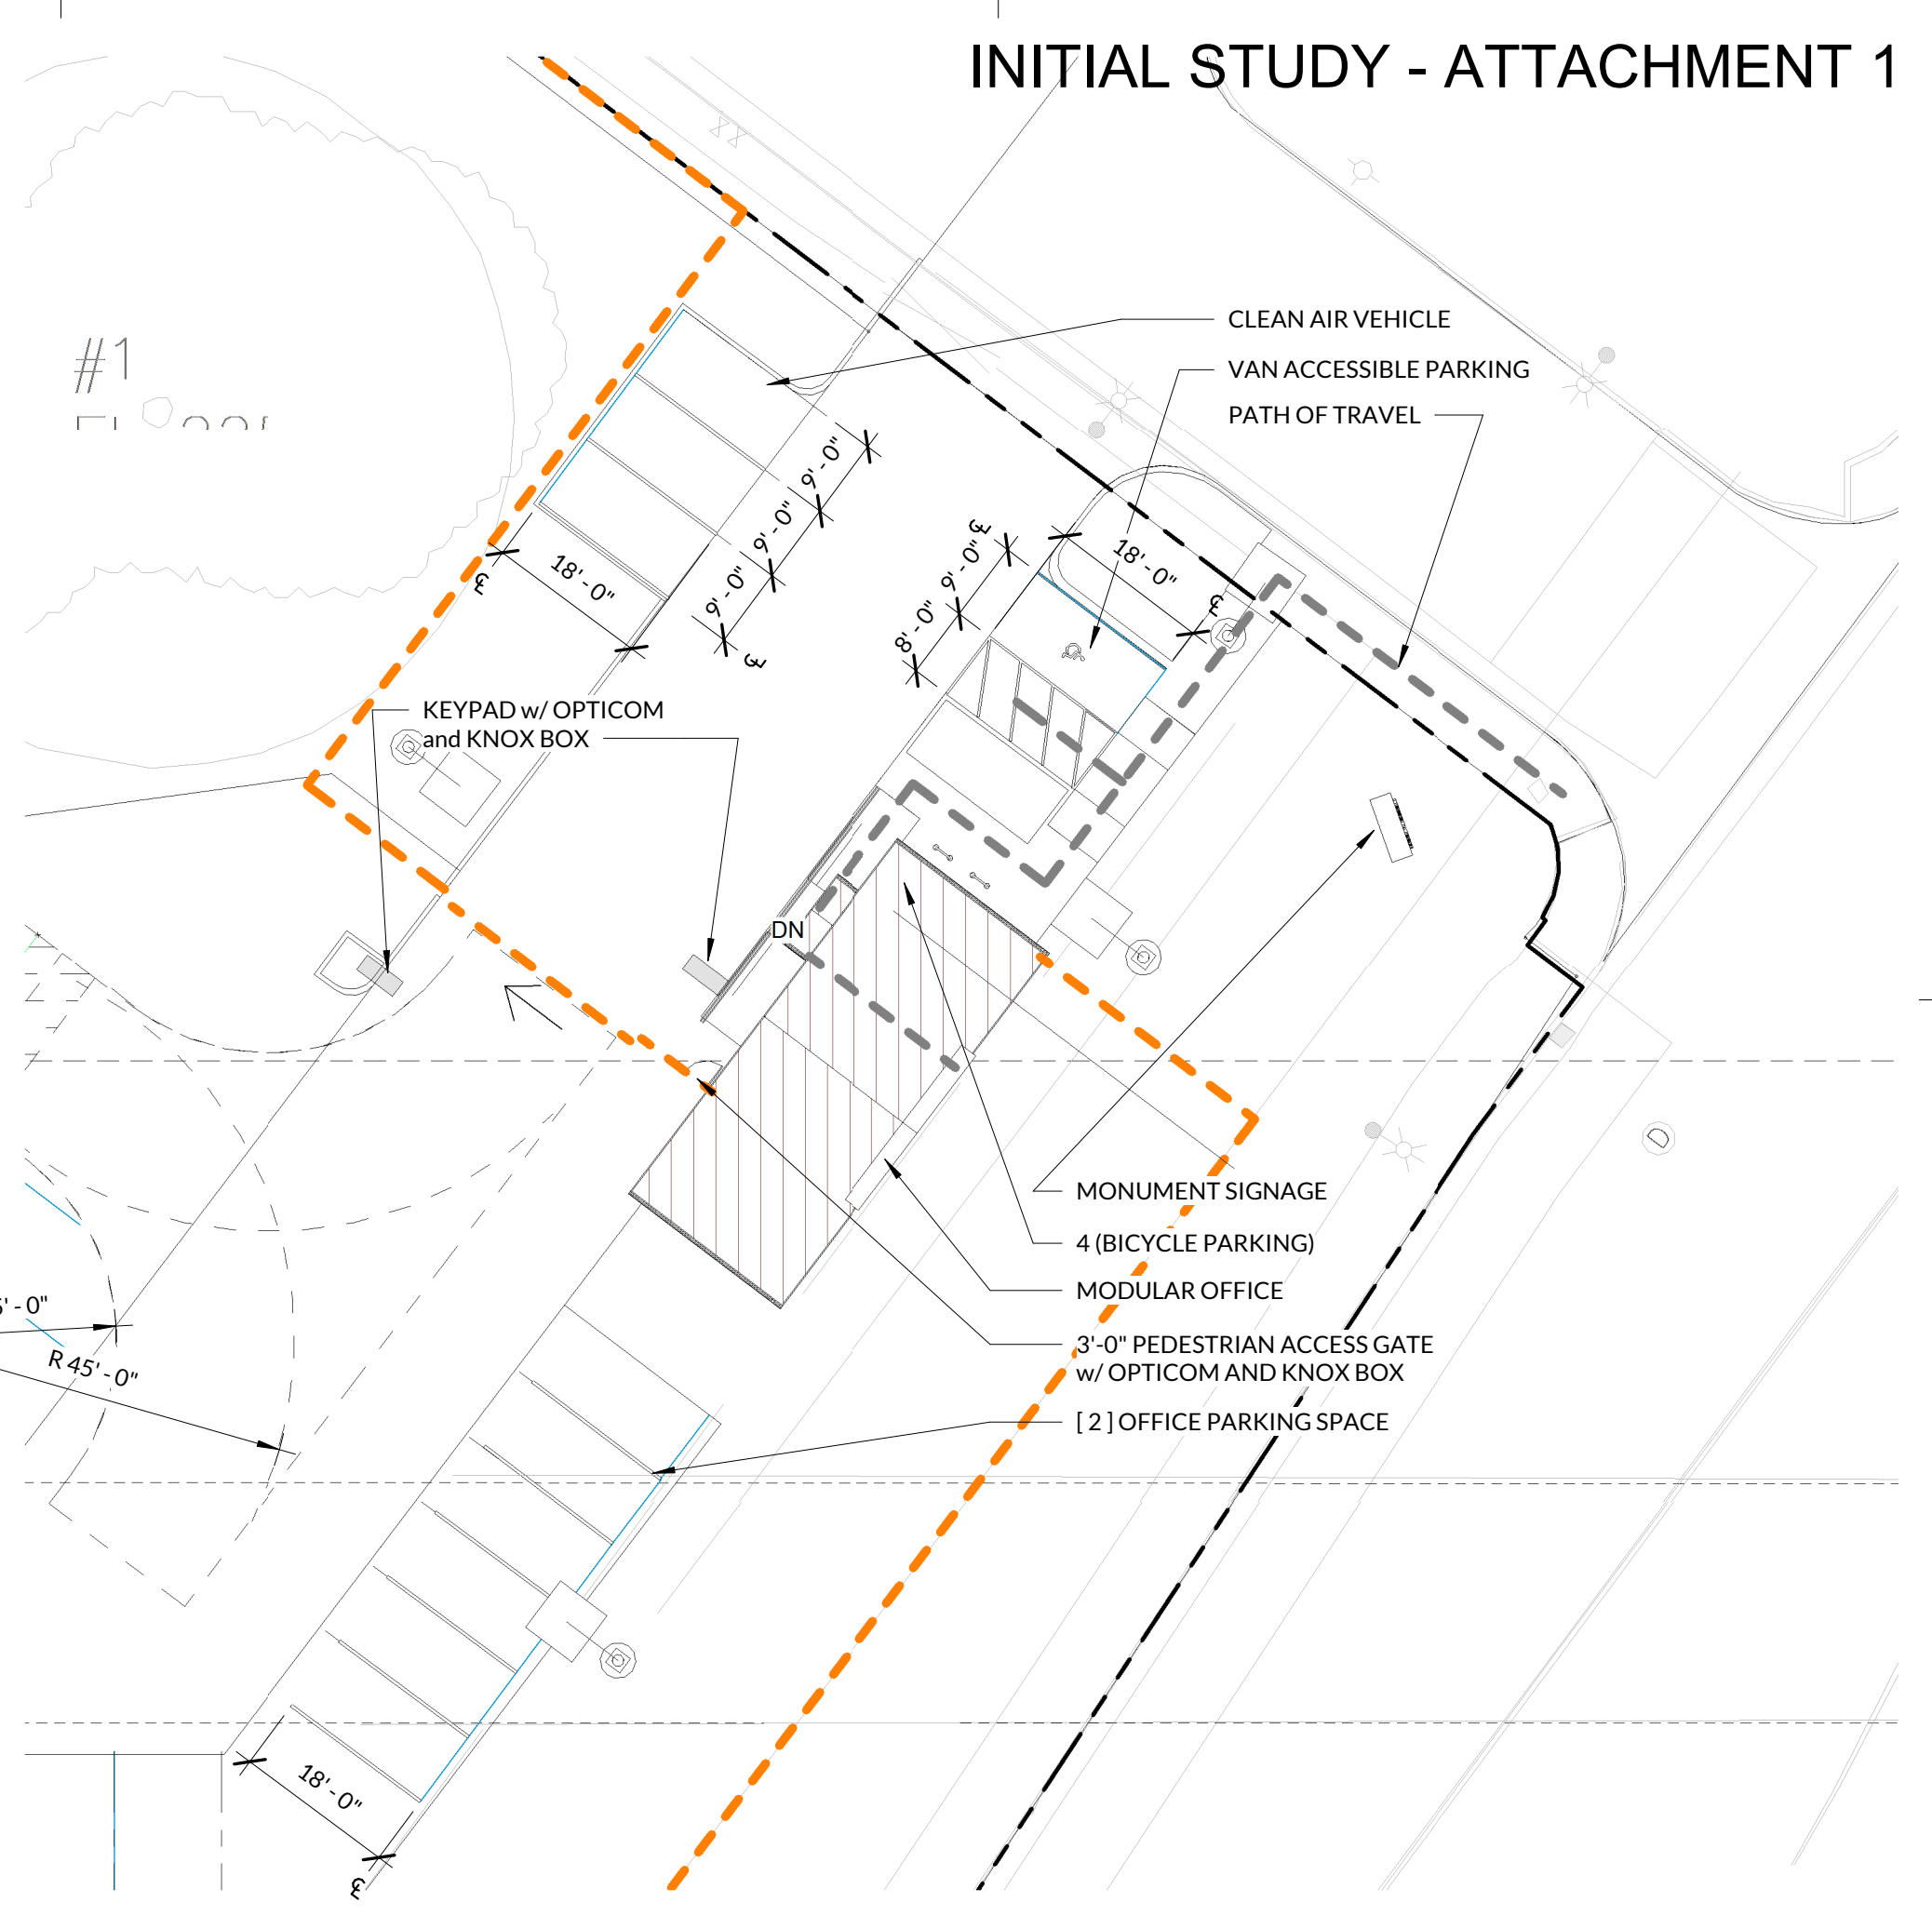 INITIAL STUDY - ATTACHMENT 1
CLEAN AIR VEHICLE
VAN ACCESSIBLE PARKING
PATH OF TRAVEL
#1
9' - 0"
9' - 0"
9' - 0"
18' - 0"
℄
℄
℄
9' - 0"
8' - 0"
18' - 0"
℄
KEYPAD w/ OPTICOM
and KNOX BOX
DN
D
MONUMENT SIGNAGE
4 (BICYCLE PARKING)
MODULAR OFFICE
3'-0" PEDESTRIAN ACCESS GATE
w/ OPTICOM AND KNOX BOX
[ 2 ] OFFICE PARKING SPACE
' - 0"
R 45' - 0"
18' - 0"
℄